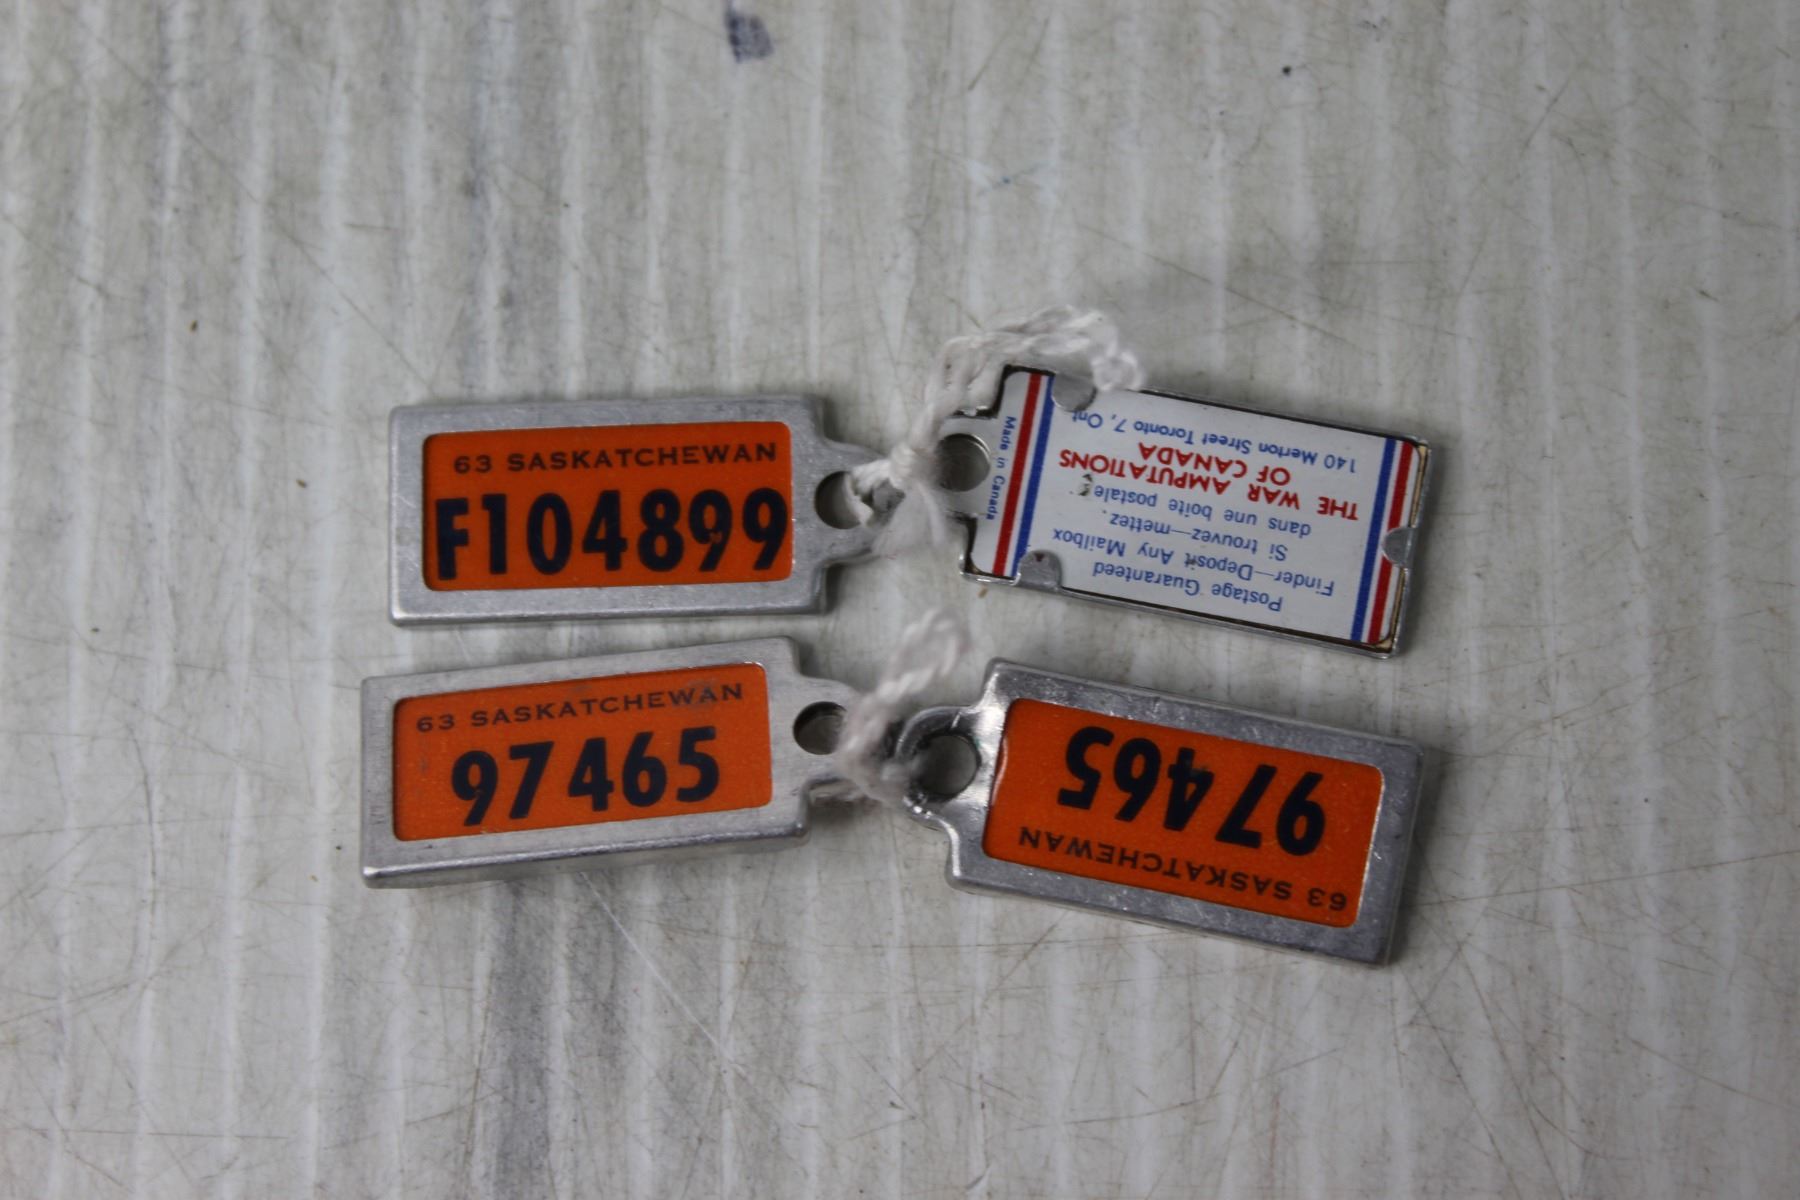 63 SASKATCHEWAN
F104899
Postage Guaranteed
Finder—Deposit Any Mailbox
Si trouvez—mettez
dans une boite postale
THE WAR AMPUTATIONS
OF CANADA
140 Merton Street Toronto 7, Ont
Made in Canada
63 SASKATCHEWAN
97465
63 SASKATCHEWAN
97465